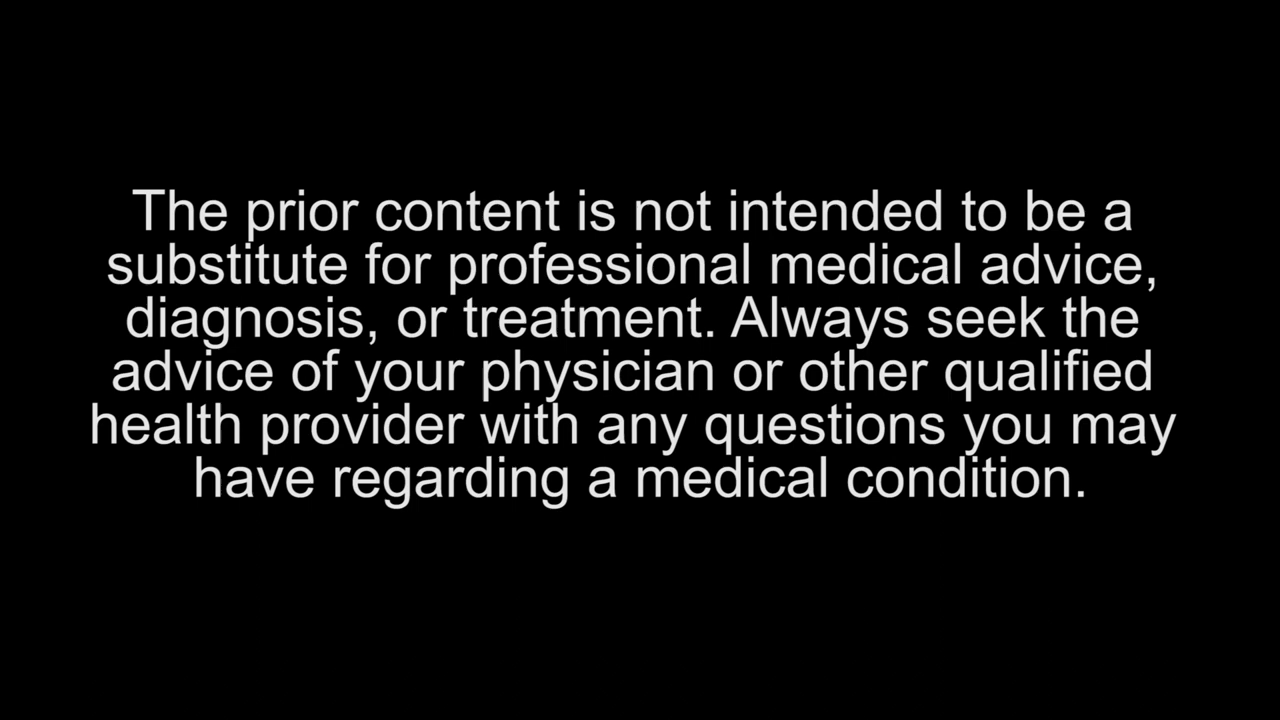 The prior content is not intended to be a
substitute for professional medical advice,
diagnosis, or treatment. Always seek the
advice of your physician or other qualified
health provider with any questions you may
have regarding a medical condition.